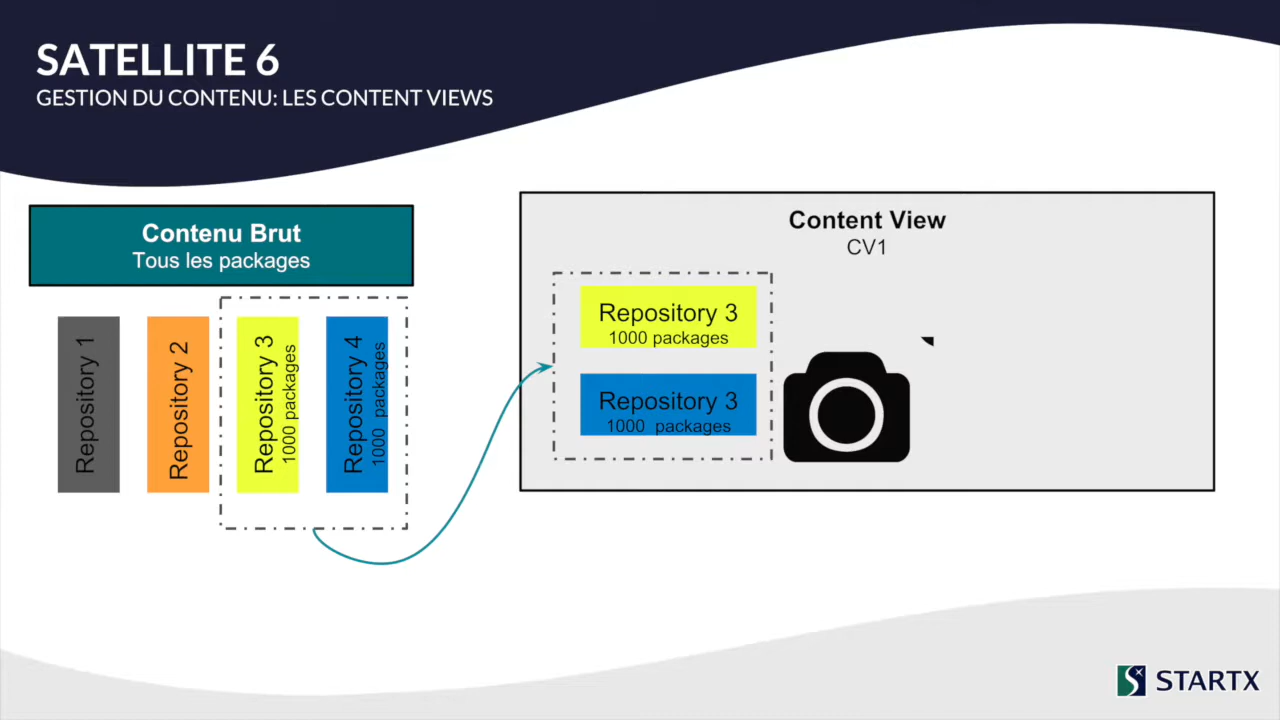 SATELLITE 6
GESTION DU CONTENU: LES CONTENT VIEWS
Contenu Brut
Tous les packages
Repository 1
Repository 2
Repository 3
1000 packages
Repository 4
1000 packages
Content View
CV1
Repository 3
1000 packages
Repository 3
1000 packages
STARTX